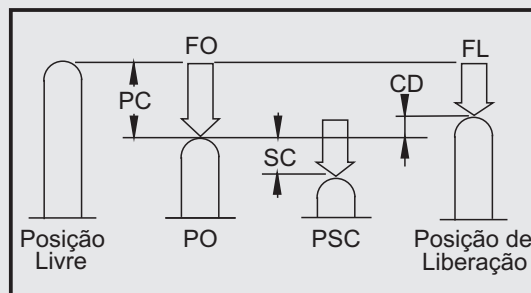 FO
FL
PC
CD
SC
Posição
Livre
PO
PSC
Posição de
Liberação